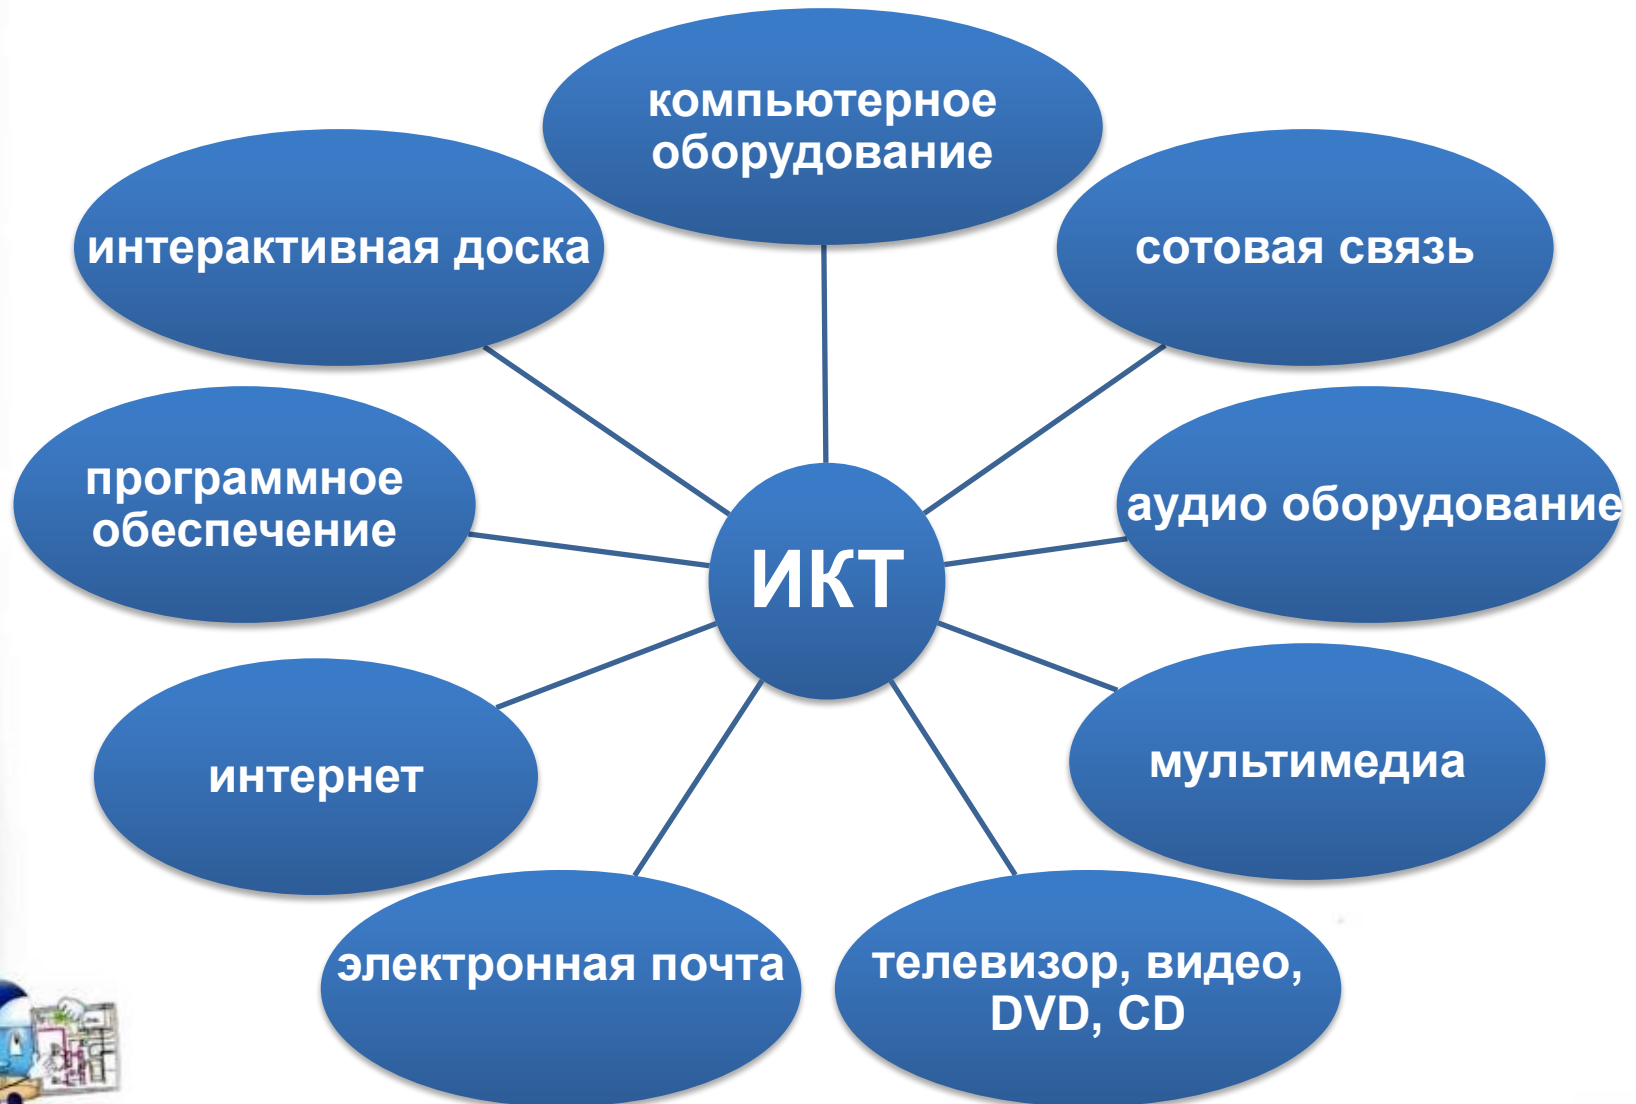 компьютерное
оборудование
интерактивная доска
сотовая связь
программное
обеспечение
аудио оборудование
ИКТ
интернет
мультимедиа
электронная почта
телевизор, видео,
DVD, CD